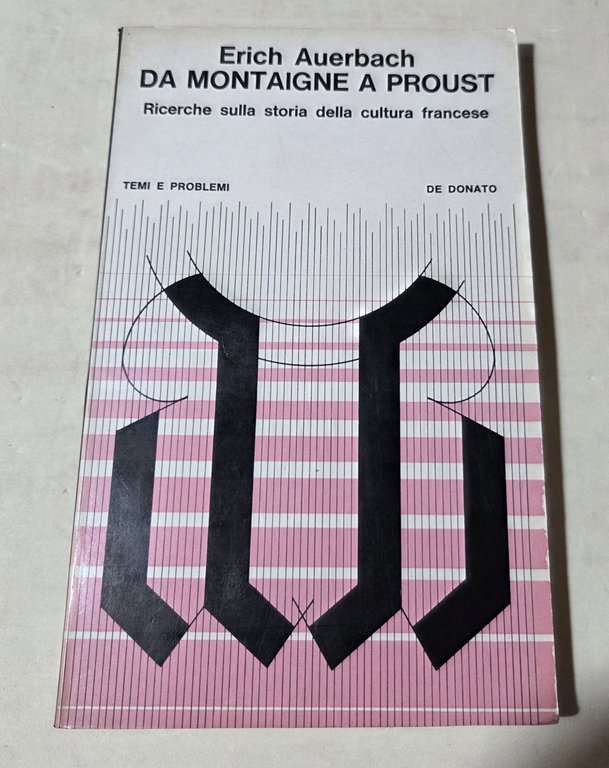 Erich Auerbach
DA MONTAIGNE A PROUST
Ricerche sulla storia della cultura francese
TEMI E PROBLEMI DE DONATO